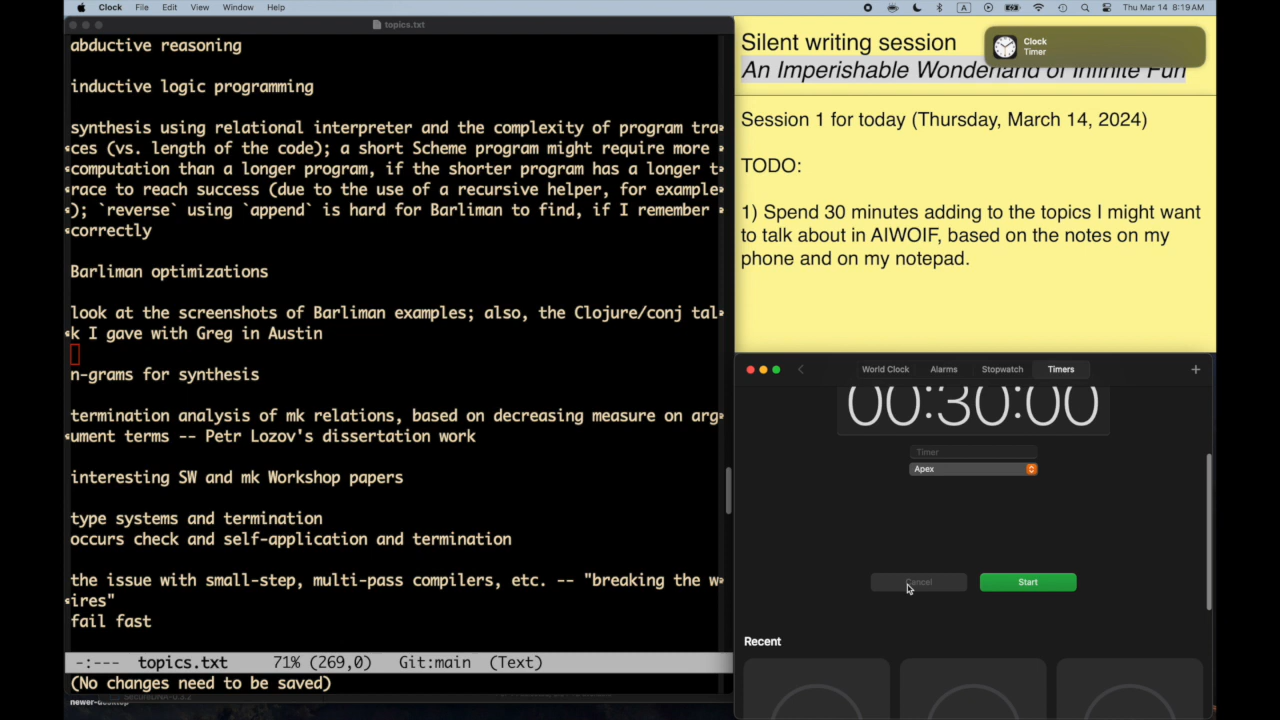 Clock File Edit View Window Help
A
Thu Mar 14 8:19 AM
topics.txt
abductive reasoning
inductive logic programming
synthesis using relational interpreter and the complexity of program tra
ces (vs. length of the code); a short Scheme program might require more
computation than a longer program, if the shorter program has a longer t
race to reach success (due to the use of a recursive helper, for example
); `reverse` using `append` is hard for Barliman to find, if I remember
correctly
Barliman optimizations
look at the screenshots of Barliman examples; also, the Clojure/conj tal
k I gave with Greg in Austin
n-grams for synthesis
termination analysis of mk relations, based on decreasing measure on arg
ument terms -- Petr Lozov's dissertation work
interesting SW and mk Workshop papers
type systems and termination
occurs check and self-application and termination
the issue with small-step, multi-pass compilers, etc. -- "breaking the w
ires"
fail fast
-:--- topics.txt 71% (269,0) Git:main (Text)
(No changes need to be saved)
newer-desktop
Silent writing session
An Imperishable Wonderland of Infinite Fun
Clock
Timer
Session 1 for today (Thursday, March 14, 2024)
TODO:
1) Spend 30 minutes adding to the topics I might want
to talk about in AIWOIF, based on the notes on my
phone and on my notepad.
World Clock Alarms Stopwatch Timers +
00:30:00
Timer
Apex
Cancel Start
Recent